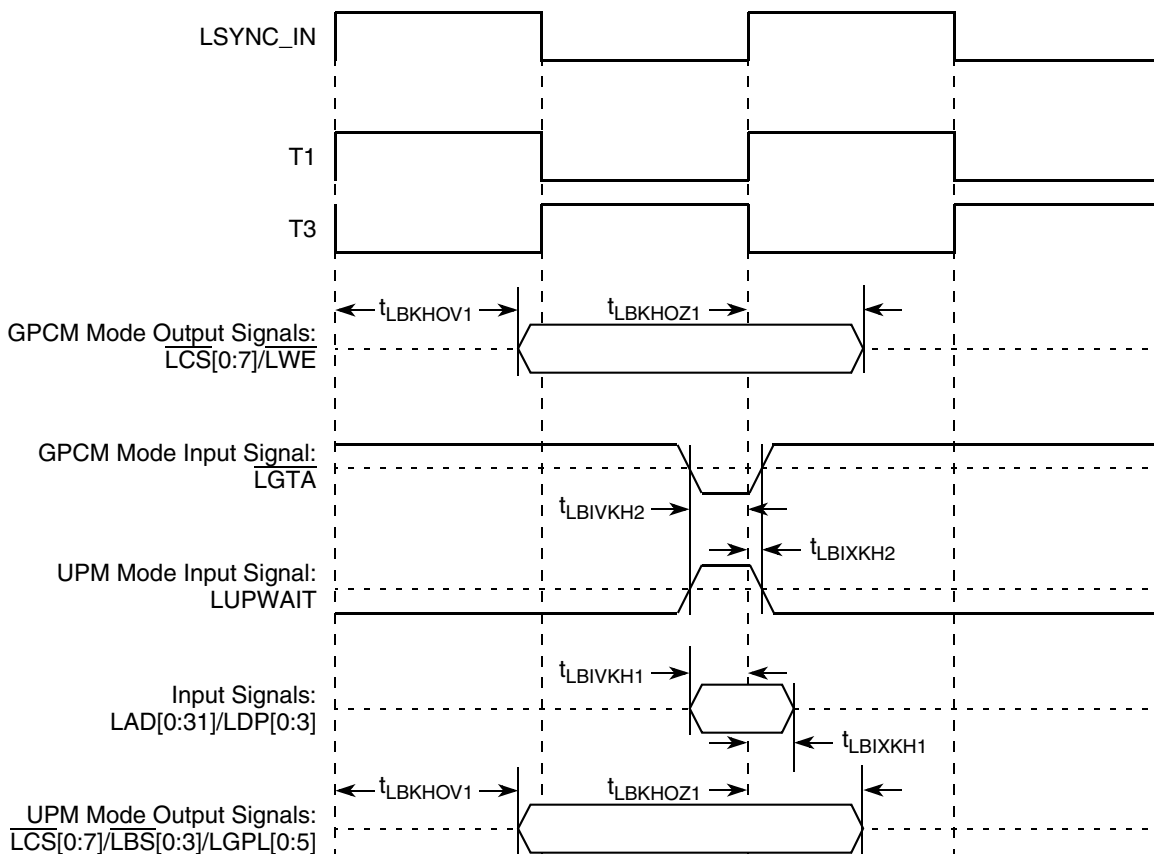 LSYNC_IN
T1
T3
tLBKHOV1
tLBKHOZ1
GPCM Mode Output Signals:
LCS[0:7]/LWE
GPCM Mode Input Signal:
LGTA
tLBIVKH2
tLBIXKH2
UPM Mode Input Signal:
LUPWAIT
tLBIVKH1
Input Signals:
LAD[0:31]/LDP[0:3]
tLBIXKH1
tLBKHOV1
tLBKHOZ1
UPM Mode Output Signals:
LCS[0:7]/LBS[0:3]/LGPL[0:5]